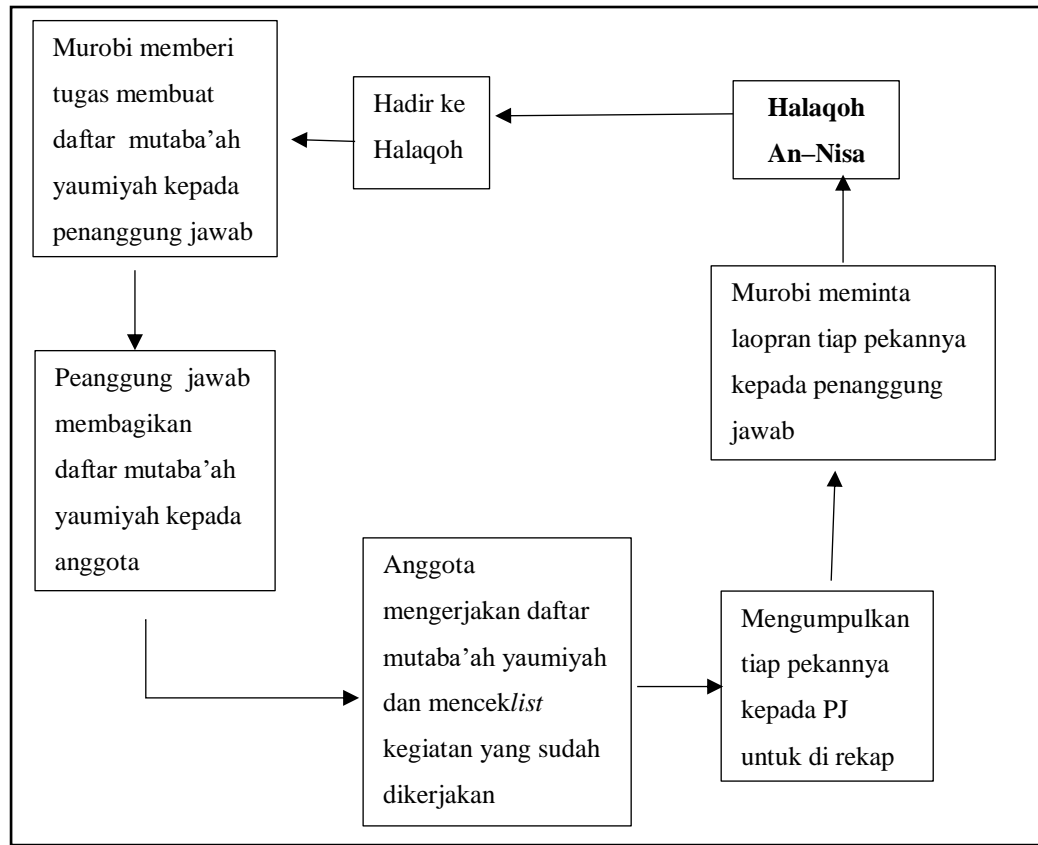 Murobi memberi
tugas membuat
daftar mutaba’ah
yaumiyah kepada
penanggung jawab
Hadir ke
Halaqoh
Halaqoh
An–Nisa
Murobi meminta
laopran tiap pekannya
kepada penanggung
jawab
Peanggung jawab
membagikan
daftar mutaba’ah
yaumiyah kepada
anggota
Anggota
mengerjakan daftar
mutaba’ah yaumiyah
dan menceklist
kegiatan yang sudah
dikerjakan
Mengumpulkan
tiap pekannya
kepada PJ
untuk di rekap